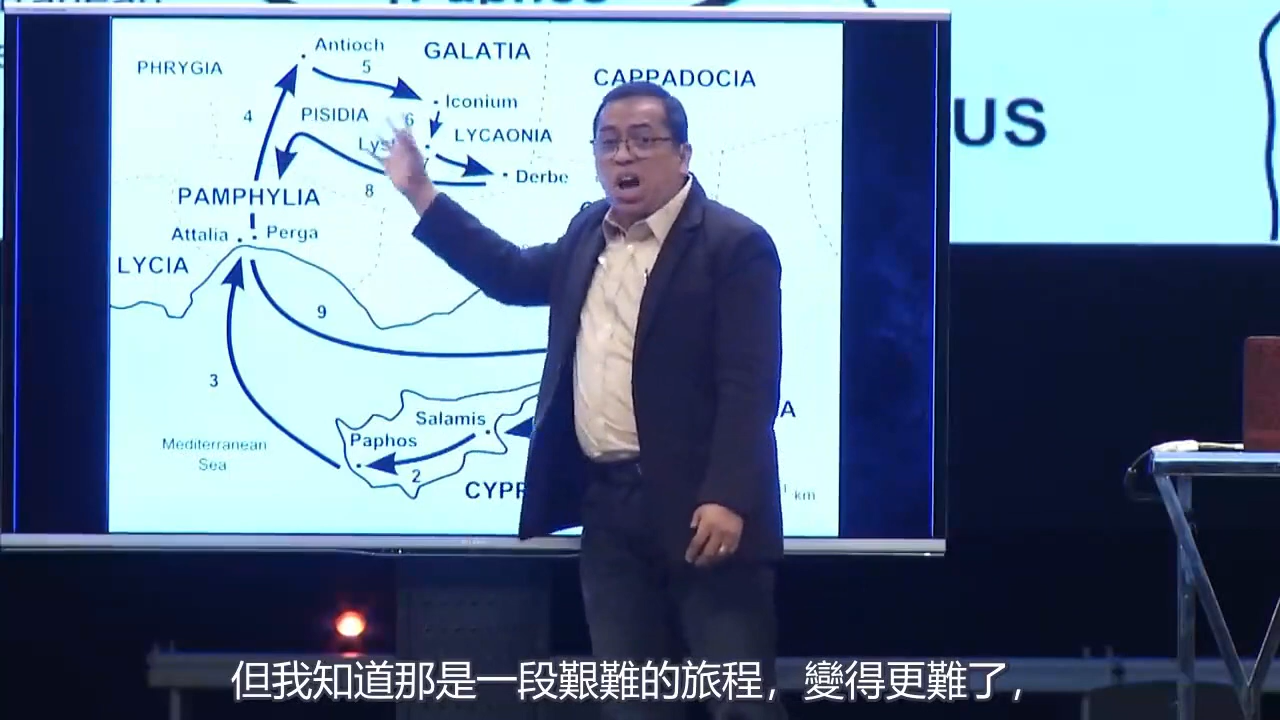 US
Antioch
GALATIA
PHRYGIA
5
CAPPADOCIA
Iconium
4
PISIDIA
6
LYCAONIA
Derbe
8
PAMPHYLIA
Attalia
Perga
LYCIA
9
3
Salamis
Paphos
Mediterranean
Sea
2
km
但我知道那是一段艱難的旅程，變得更難了，